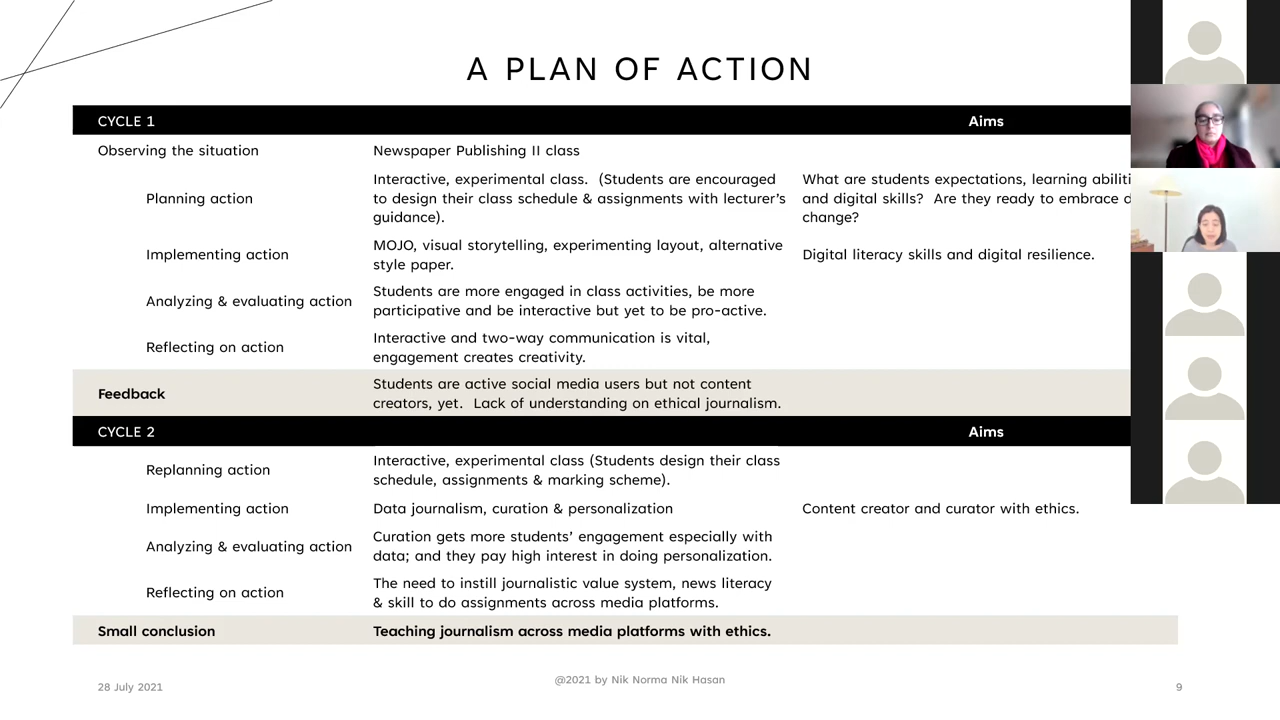 A PLAN OF ACTION
CYCLE 1 Aims
Observing the situation Newspaper Publishing II class
Planning action
Interactive, experimental class. (Students are encouraged
to design their class schedule & assignments with lecturer's
guidance).
What are students expectations, learning
and digital skills? Are they ready to embrace
change?
Implementing action
MOJO, visual storytelling, experimenting layout, alternative
style paper.
Digital literacy skills and digital resilience.
Analyzing & evaluating action
Students are more engaged in class activities, be more
participative and be interactive but yet to be pro-active.
Reflecting on action
Interactive and two-way communication is vital,
engagement creates creativity.
Feedback
Students are active social media users but not content
creators, yet. Lack of understanding on ethical journalism.
CYCLE 2 Aims
Replanning action
Interactive, experimental class (Students design their class
schedule, assignments & marking scheme).
Implementing action Data journalism, curation & personalization Content creator and curator with ethics.
Analyzing & evaluating action
Curation gets more students' engagement especially with
data; and they pay high interest in doing personalization.
Reflecting on action
The need to instill journalistic value system, news literacy
& skill to do assignments across media platforms.
Small conclusion Teaching journalism across media platforms with ethics.
28 July 2021 @2021 by Nik Norma Nik Hasan 9